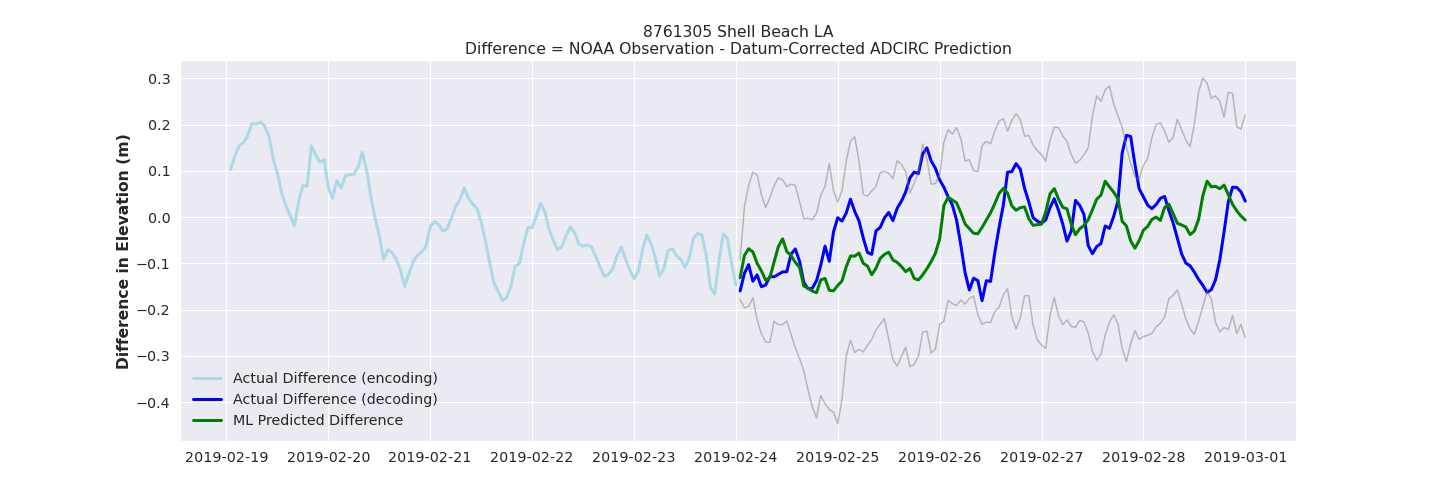 8761305 Shell Beach LA
Difference = NOAA Observation - Datum-Corrected ADCIRC Prediction
Difference in Elevation (m)
0.3
0.2
0.1
0.0
−0.1
−0.2
−0.3
−0.4
Actual Difference (encoding)
Actual Difference (decoding)
ML Predicted Difference
2019-02-19 2019-02-20 2019-02-21 2019-02-22 2019-02-23 2019-02-24 2019-02-25 2019-02-26 2019-02-27 2019-02-28 2019-03-01